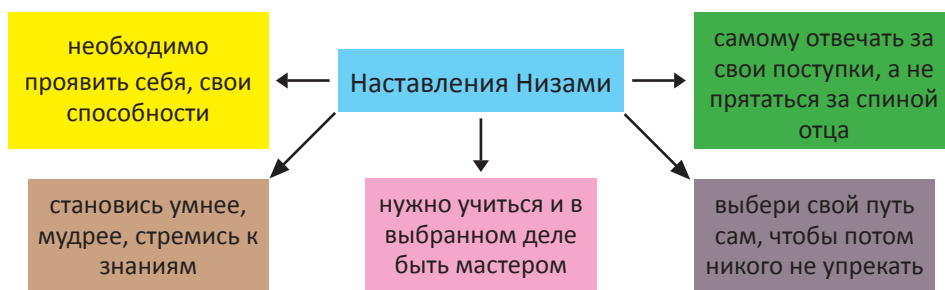 необходимо
проявить себя, свои
способности
Наставления Низами
самому отвечать за
свои поступки, а не
прятаться за спиной
отца
становись умнее,
мудрее, стремись к
знаниям
нужно учиться и в
выбранном деле
быть мастером
выбери свой путь
сам, чтобы потом
никого не упрекать